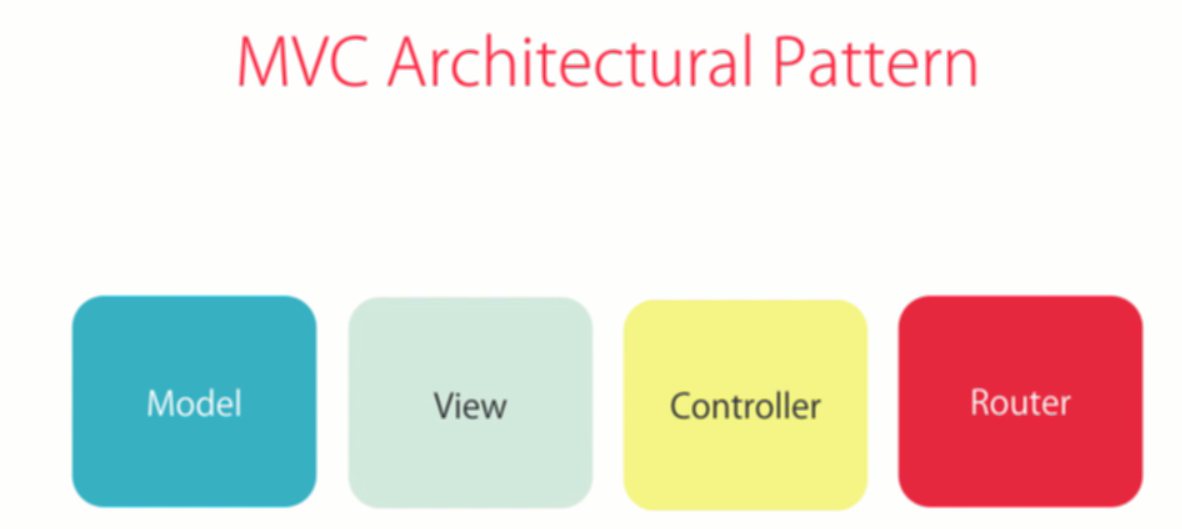 MVC Architectural Pattern
Model
View
Controller
Router